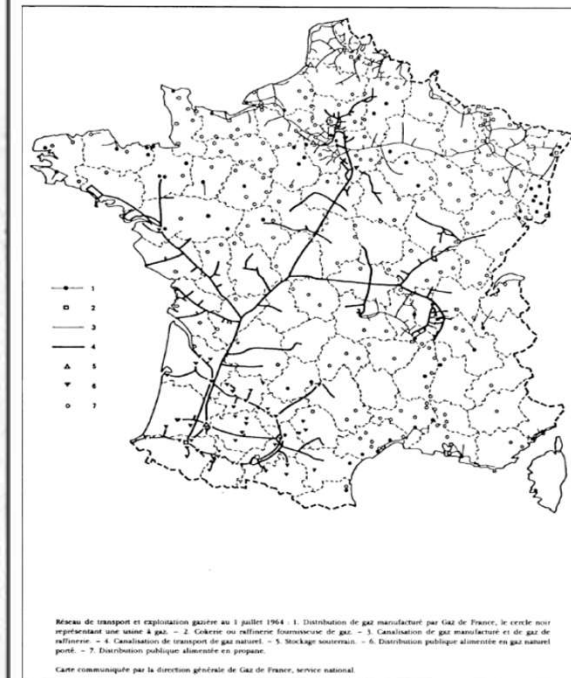 1
2
3
4
5
6
7
Réseau de transport et exploitation gazière au 1 juillet 1964 : 1. Distribution de gaz manufacturé par Gaz de France, le cercle noir
représentant une usine à gaz. – 2. Cokerie ou raffinerie fournisseuse de gaz. – 3. Canalisation de gaz manufacturé et de gaz de
raffinerie. – 4. Canalisation de transport de gaz naturel. – 5. Stockage souterrain. – 6. Distribution publique alimentée en gaz naturel
porté. – 7. Distribution publique alimentée en propane.
Carte communiquée par la direction générale de Gaz de France, service national.